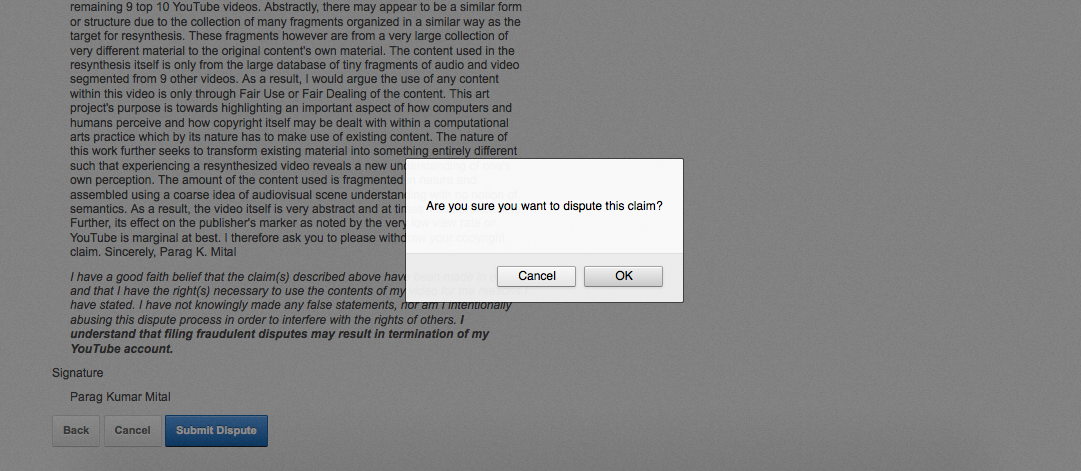 remaining 9 top 10 YouTube videos. Abstractly, there may appear to be a similar form
or structure due to the collection of many fragments organized in a similar way as the
target for resynthesis. These fragments however are from a very large collection of
very different material to the original content's own material. The content used in the
resynthesis itself is only from the large database of tiny fragments of audio and video
segmented from 9 other videos. As a result, I would argue the use of any content
within this video is only through Fair Use or Fair Dealing of the content. This art
project's purpose is towards highlighting an important aspect of how computers and
humans perceive and how copyright itself may be dealt with within a computational
arts practice which by its nature has to make use of existing content. The nature of
this work further seeks to transform existing material into something entirely different
such that experiencing a resynthesized video reveals a new
own perception. The amount of the content used is fragmented
assembled using a coarse idea of audiovisual scene
semantics. As a result, the video itself is very abstract and at
Further, its effect on the publisher's marker as noted by the very
YouTube is marginal at best. I therefore ask you to please
claim. Sincerely, Parag K. Mital
I have a good faith belief that the claim(s) described above have
and that I have the right(s) necessary to use the contents of my
have stated. I have not knowingly made any false statements, nor am I intentionally
abusing this dispute process in order to interfere with the rights of others. I
understand that filing fraudulent disputes may result in termination of my
YouTube account.
Signature
Parag Kumar Mital
Back Cancel Submit Dispute
Are you sure you want to dispute this claim?
Cancel OK